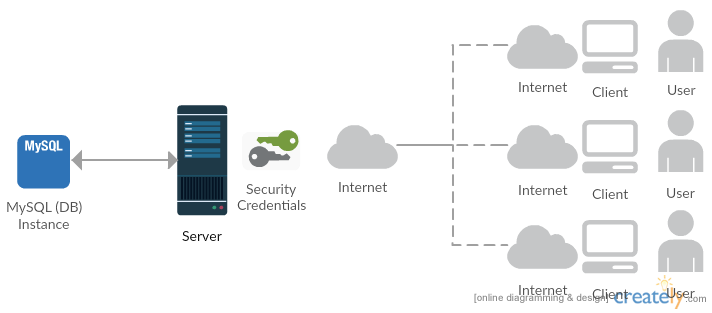 MySQL
MySQL (DB)
Instance
Server
Security
Credentials
Internet
Internet
Client
User
Internet
Client
User
Internet
Client
User
[online diagramming & design]
creately.com